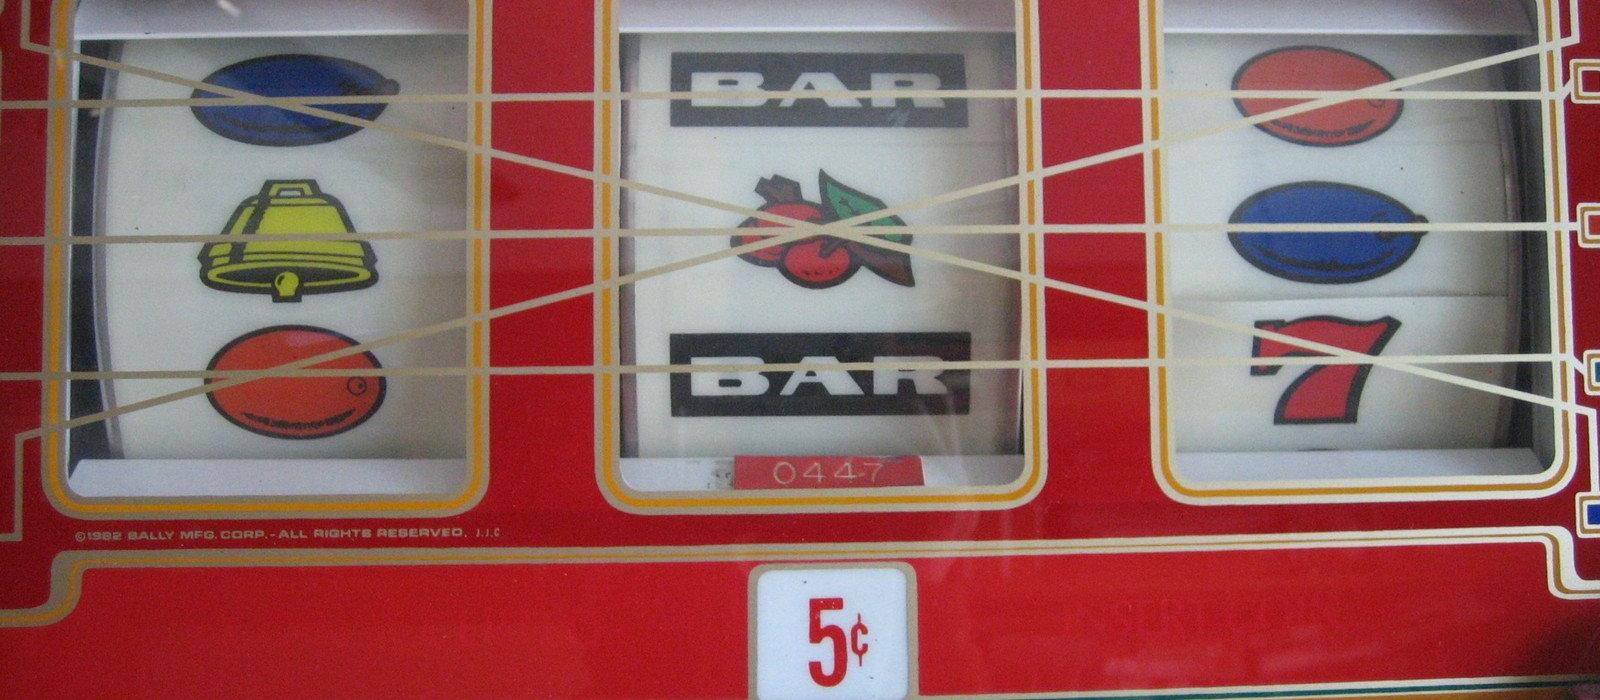 BAR
7
BAR
0447
©1982 BALLY MFG. CORP. - ALL RIGHTS RESERVED. J.J.C
5¢